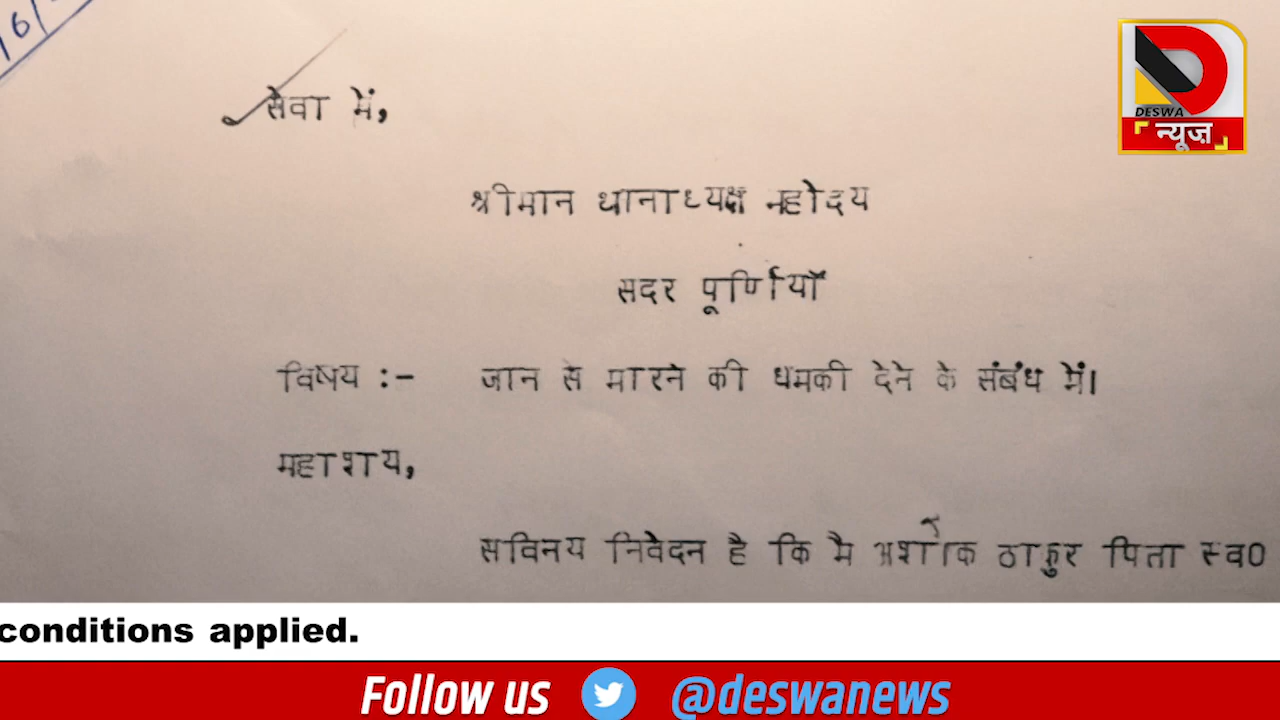 सेवा में,
DESWA
न्यूज़
श्रीमान थानाध्यक्ष महोदय
सदर पूर्णियाँ
विषय :- जान से मारने की धमकी देने के संबंध में।
महाशय,
सविनय निवेदन है कि मै अशोक ठाकुर पिता स्व०
conditions applied.
Follow us @deswanews